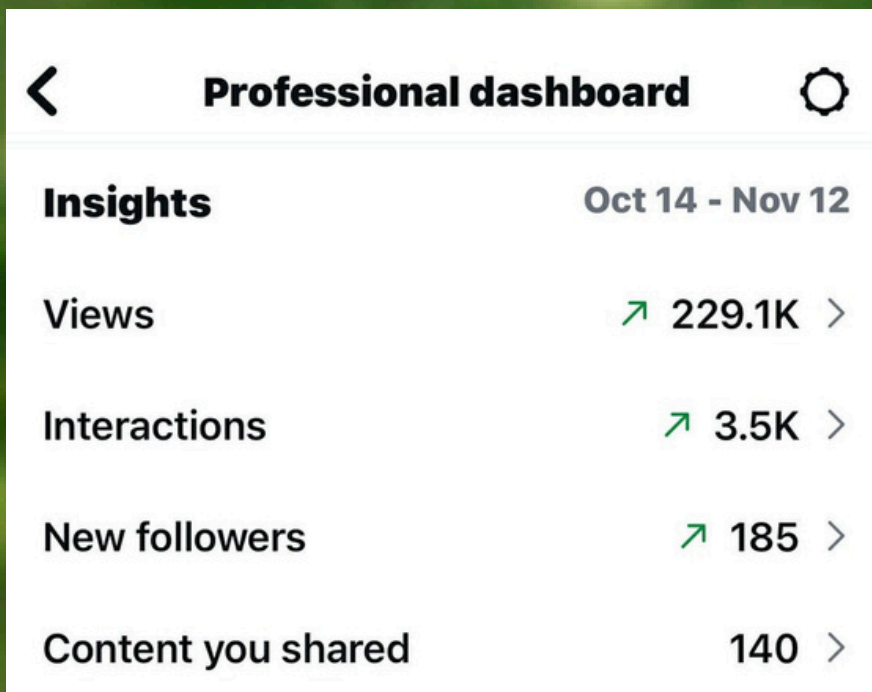 Professional dashboard
Insights Oct 14 - Nov 12
Views 229.1K
Interactions 3.5K
New followers 185
Content you shared 140